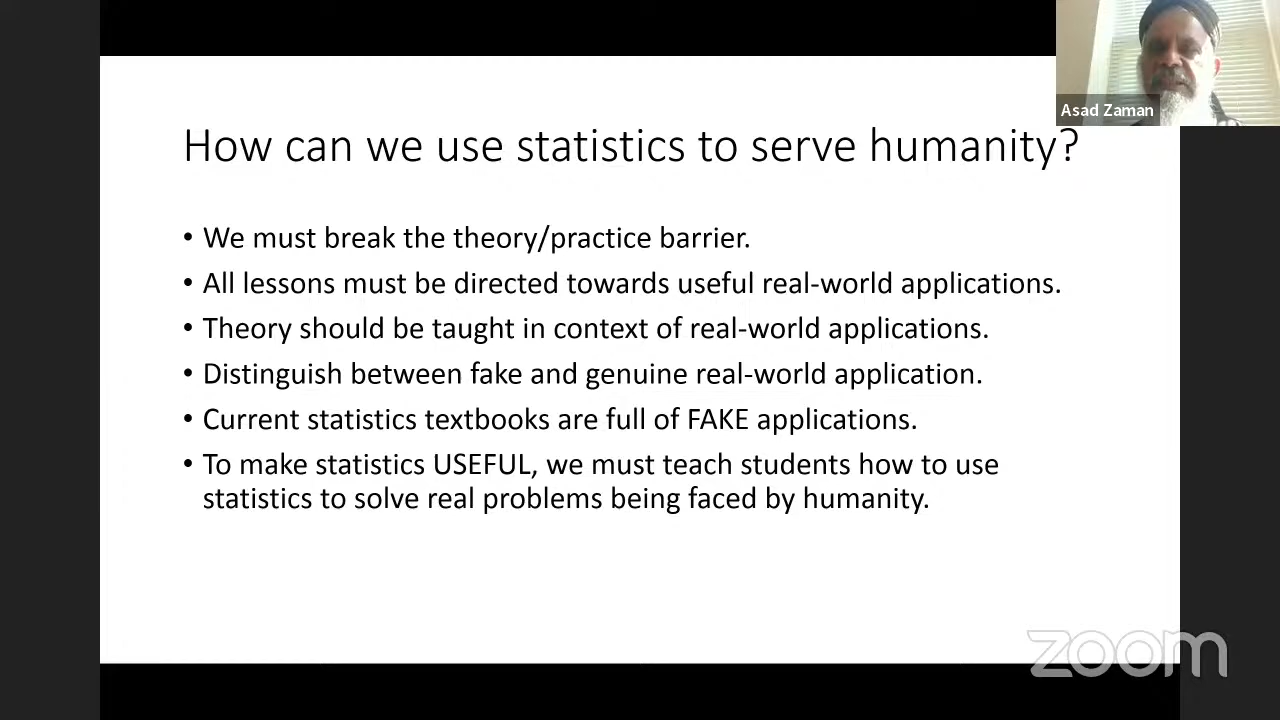 Asad Zaman
How can we use statistics to serve humanity?
• We must break the theory/practice barrier.
• All lessons must be directed towards useful real-world applications.
• Theory should be taught in context of real-world applications.
• Distinguish between fake and genuine real-world application.
• Current statistics textbooks are full of FAKE applications.
• To make statistics USEFUL, we must teach students how to use
statistics to solve real problems being faced by humanity.
zoom